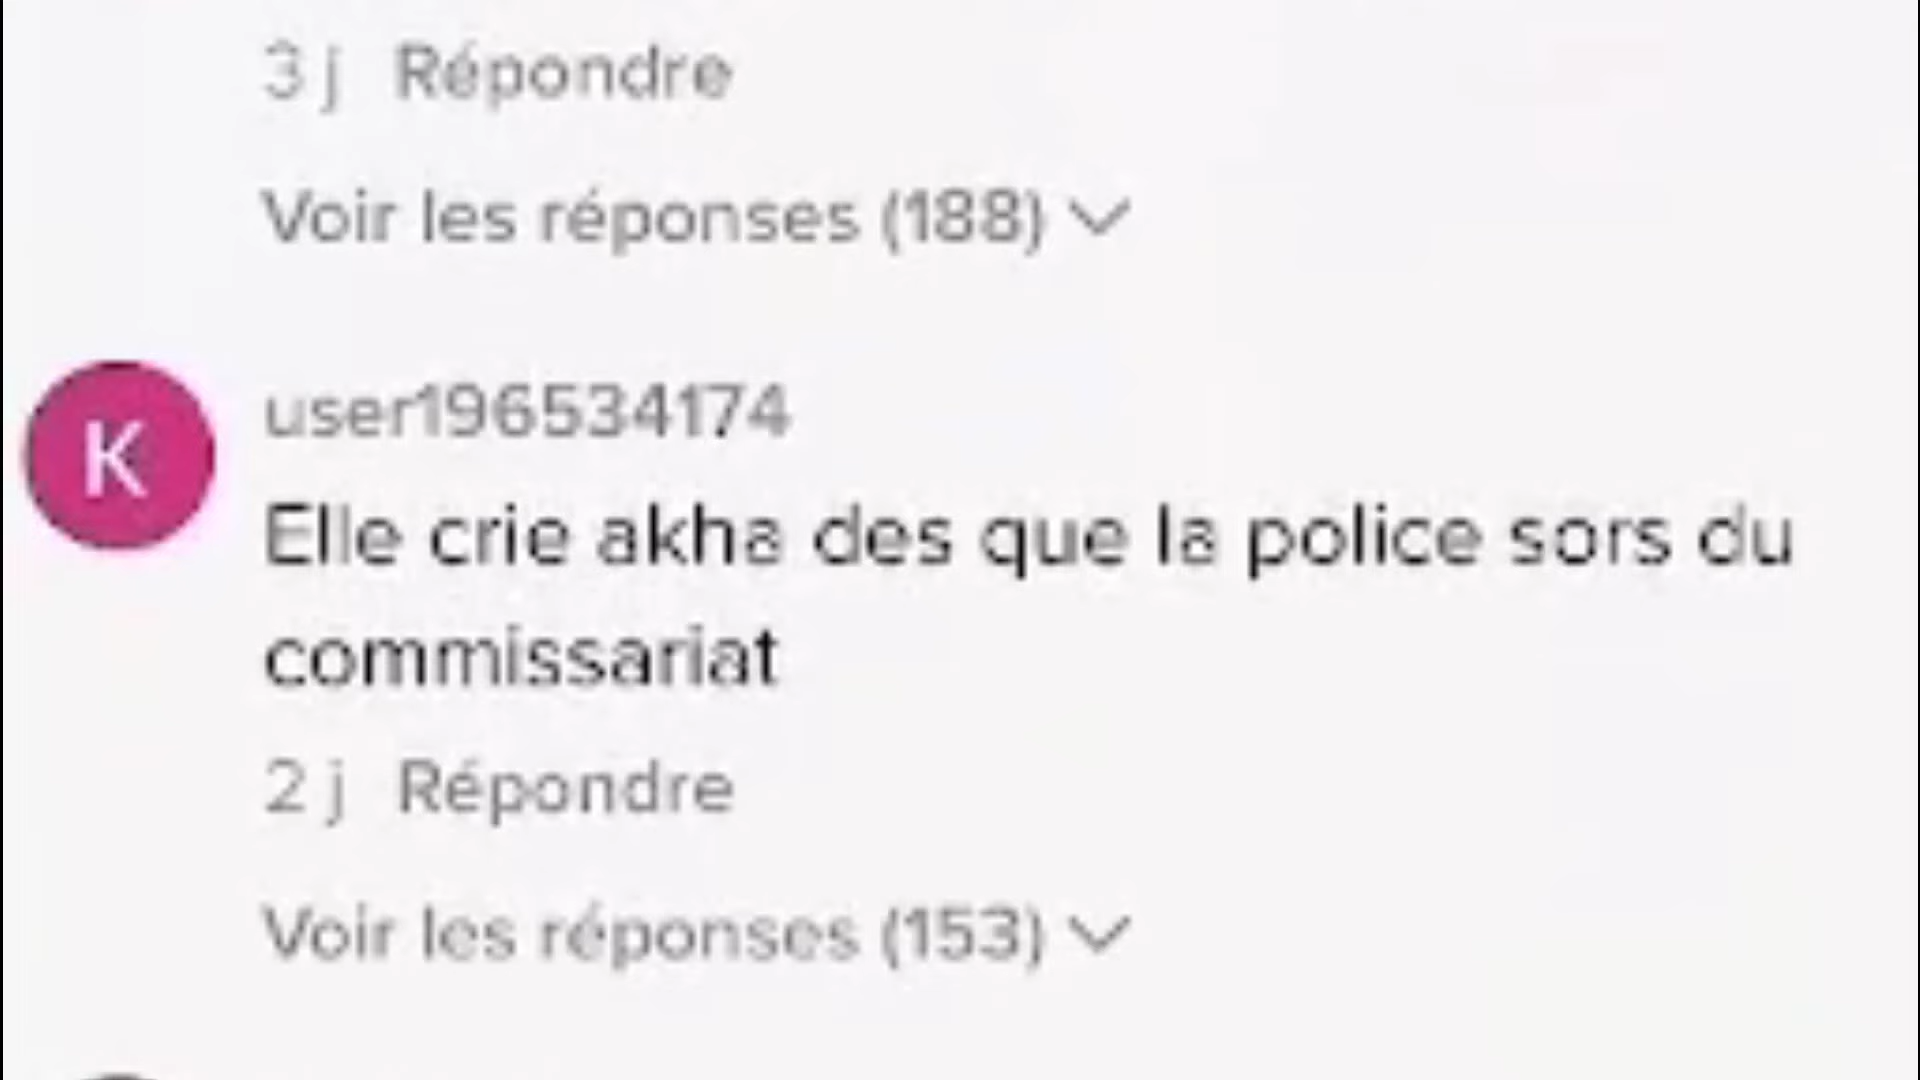 3 j Répondre
Voir les réponses (188)
K
user196534174
Elle crie akha des que la police sors du
commissariat
2 j Répondre
Voir les réponses (153)